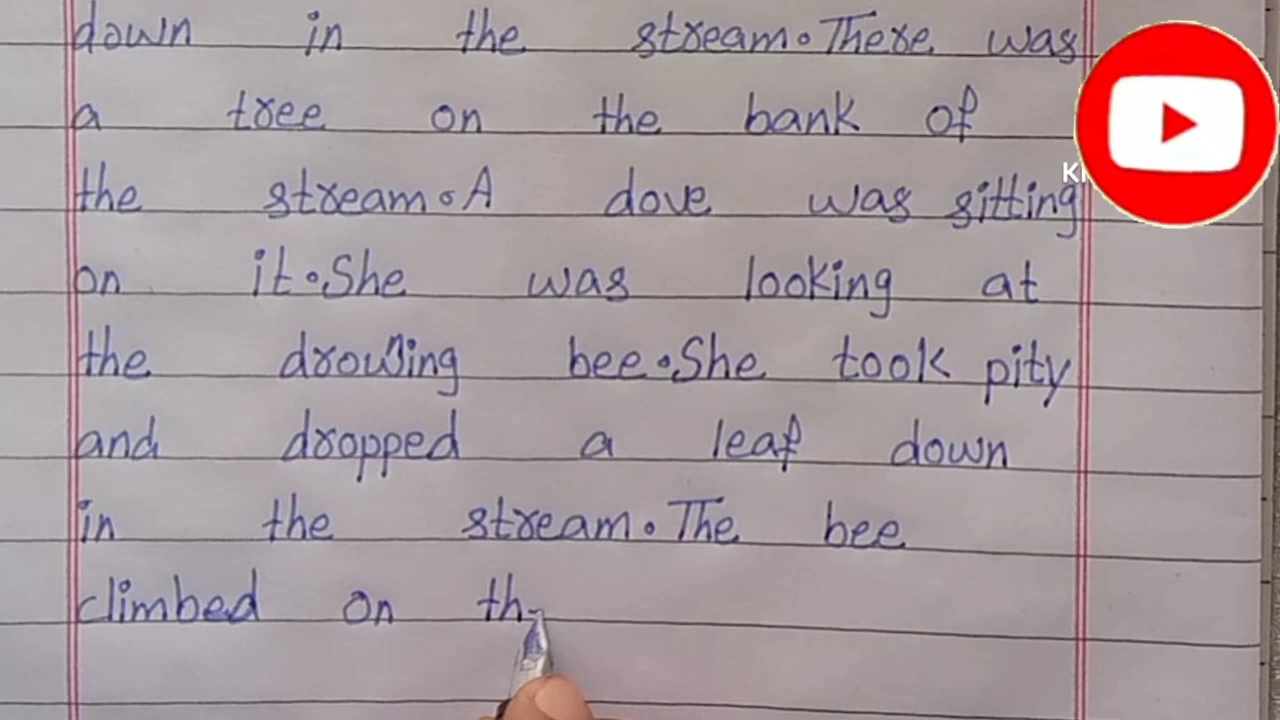 down in the stream. There was
a tree on the bank of
the stream. A dove was sitting
on it. She was looking at
the drowing bee. She took pity
and dropped a leaf down
in the stream. The bee
climbed on th